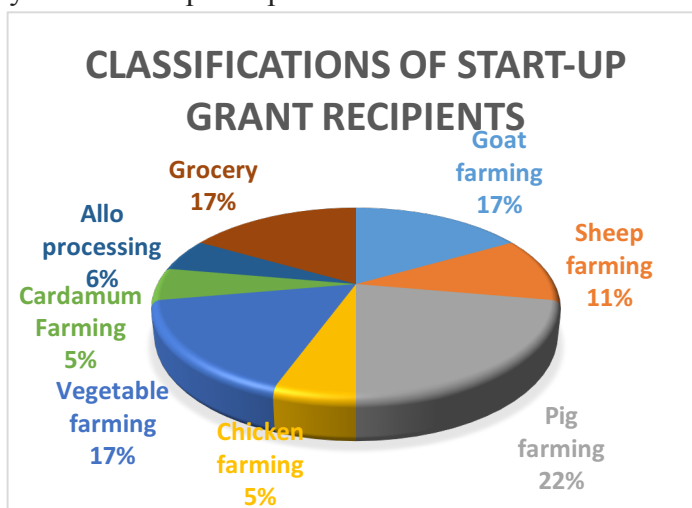 CLASSIFICATIONS OF START-UP
GRANT RECIPIENTS
Goat
farming
17%
Sheep
farming
11%
Pig
farming
22%
Chicken
farming
5%
Vegetable
farming
17%
Cardamum
Farming
5%
Allo
processing
6%
Grocery
17%